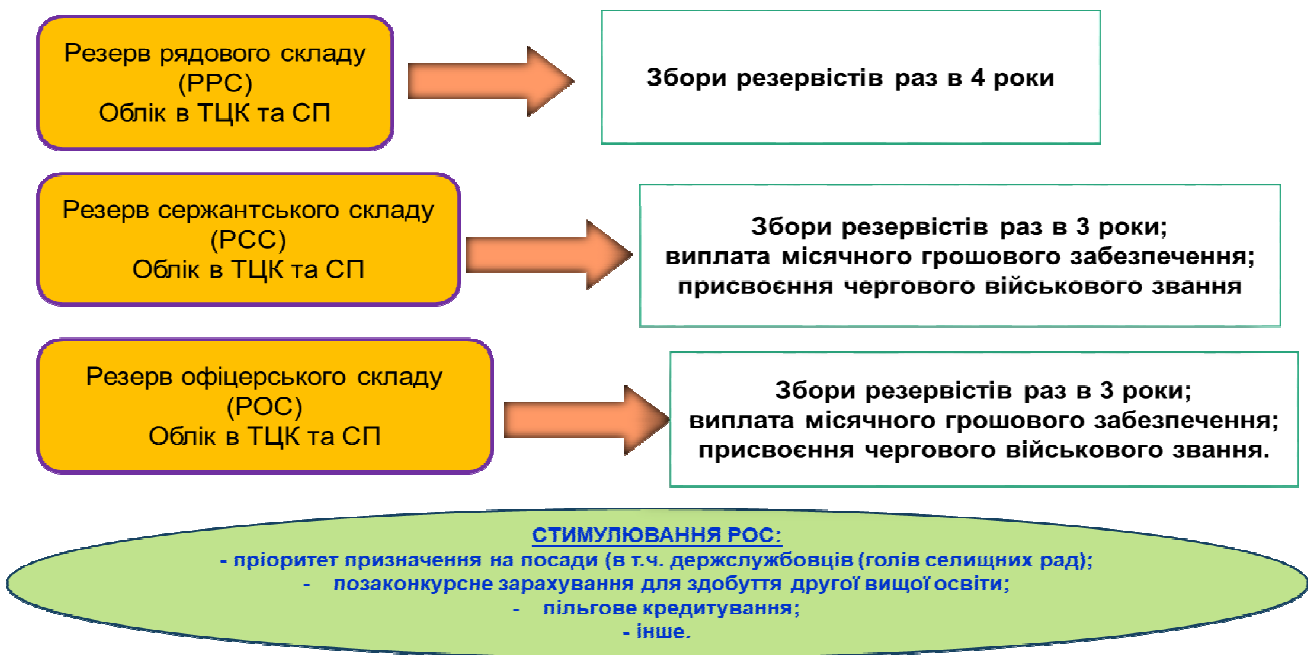 Резерв рядового складу
(РРС)
Облік в ТЦК та СП
Збори резервістів раз в 4 роки
Резерв сержантського складу
(РСС)
Облік в ТЦК та СП
Збори резервістів раз в 3 роки;
виплата місячного грошового забезпечення;
присвоєння чергового військового звання
Резерв офіцерського складу
(РОС)
Облік в ТЦК та СП
Збори резервістів раз в 3 роки;
виплата місячного грошового забезпечення;
присвоєння чергового військового звання.
СТИМУЛЮВАННЯ РОС:
- пріоритет призначення на посади (в т.ч. держслужбовців (голів селищних рад);
- позаконкурсне зарахування для здобуття другої вищої освіти;
- пільгове кредитування;
- інше.